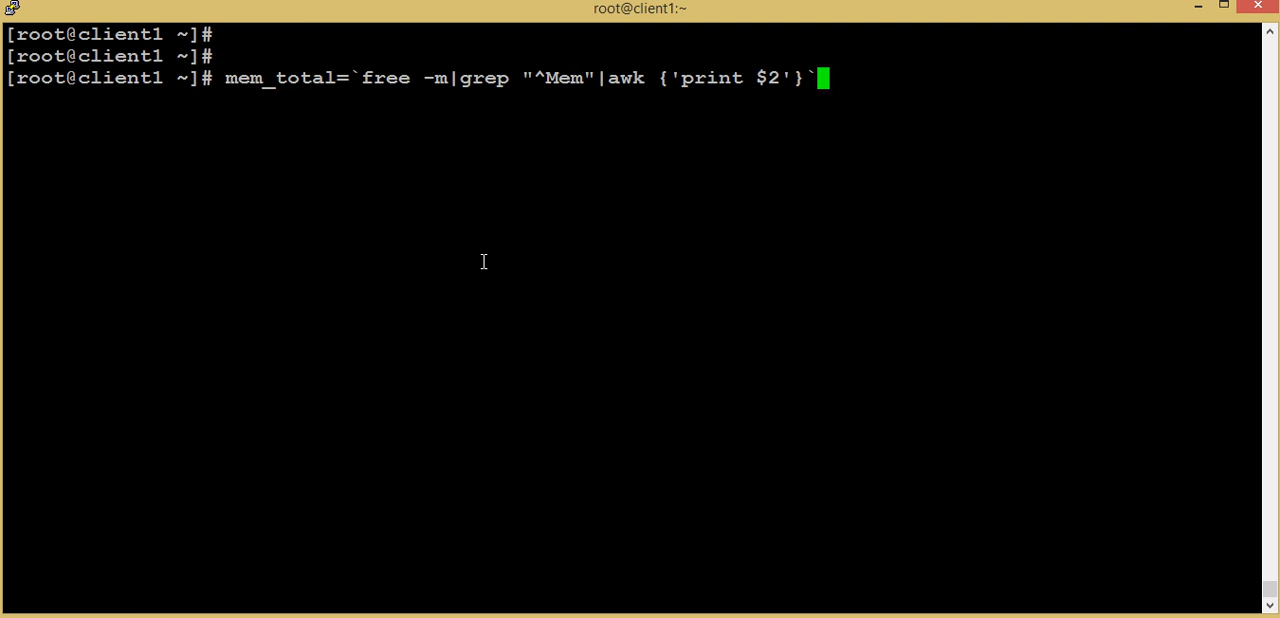 root@client1:~
[root@client1 ~]#
[root@client1 ~]#
[root@client1 ~]# mem_total=`free -m|grep "^Mem"|awk {'print $2'}`